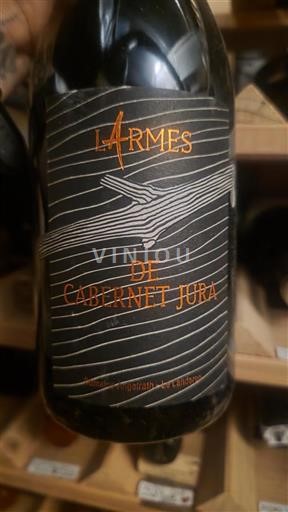 LARMES
VINIOU
DE
CABERNET JURA